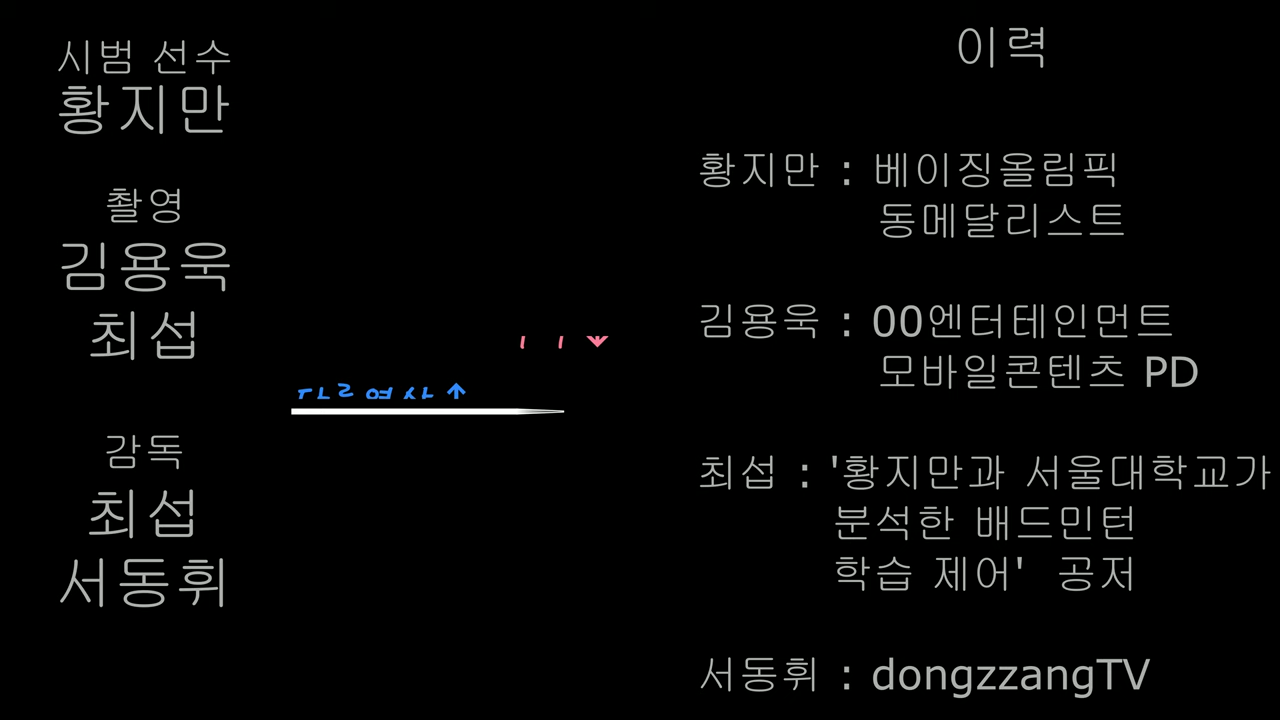 시범 선수
황지만
촬영
김용욱
최섭
감독
최섭
서동휘
이력
황지만 : 베이징올림픽
동메달리스트
김용욱 : 00엔터테인먼트
모바일콘텐츠 PD
최섭 : '황지만과 서울대학교가
분석한 배드민턴
학습 제어' 공저
서동휘 : dongzzangTV